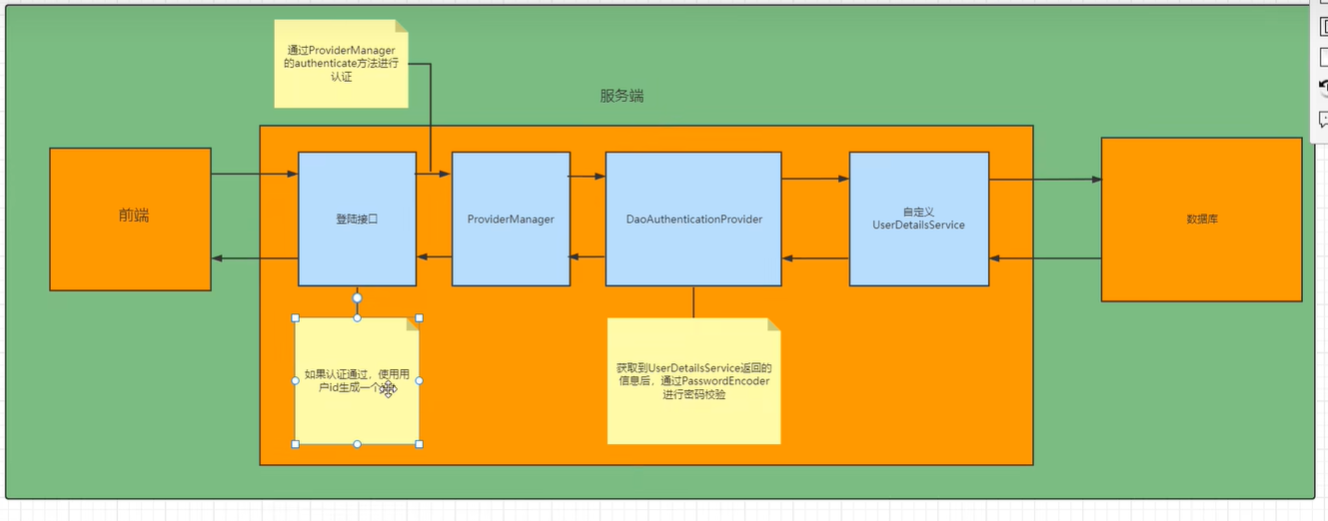 通过ProviderManager
的authenticate方法进行
认证
服务端
前端
登陆接口
ProviderManager
DaoAuthenticationProvider
自定义
UserDetailsService
数据库
如果认证通过，使用用
户id生成一个
获取到UserDetailsService返回的
信息后，通过PasswordEncoder
进行密码校验